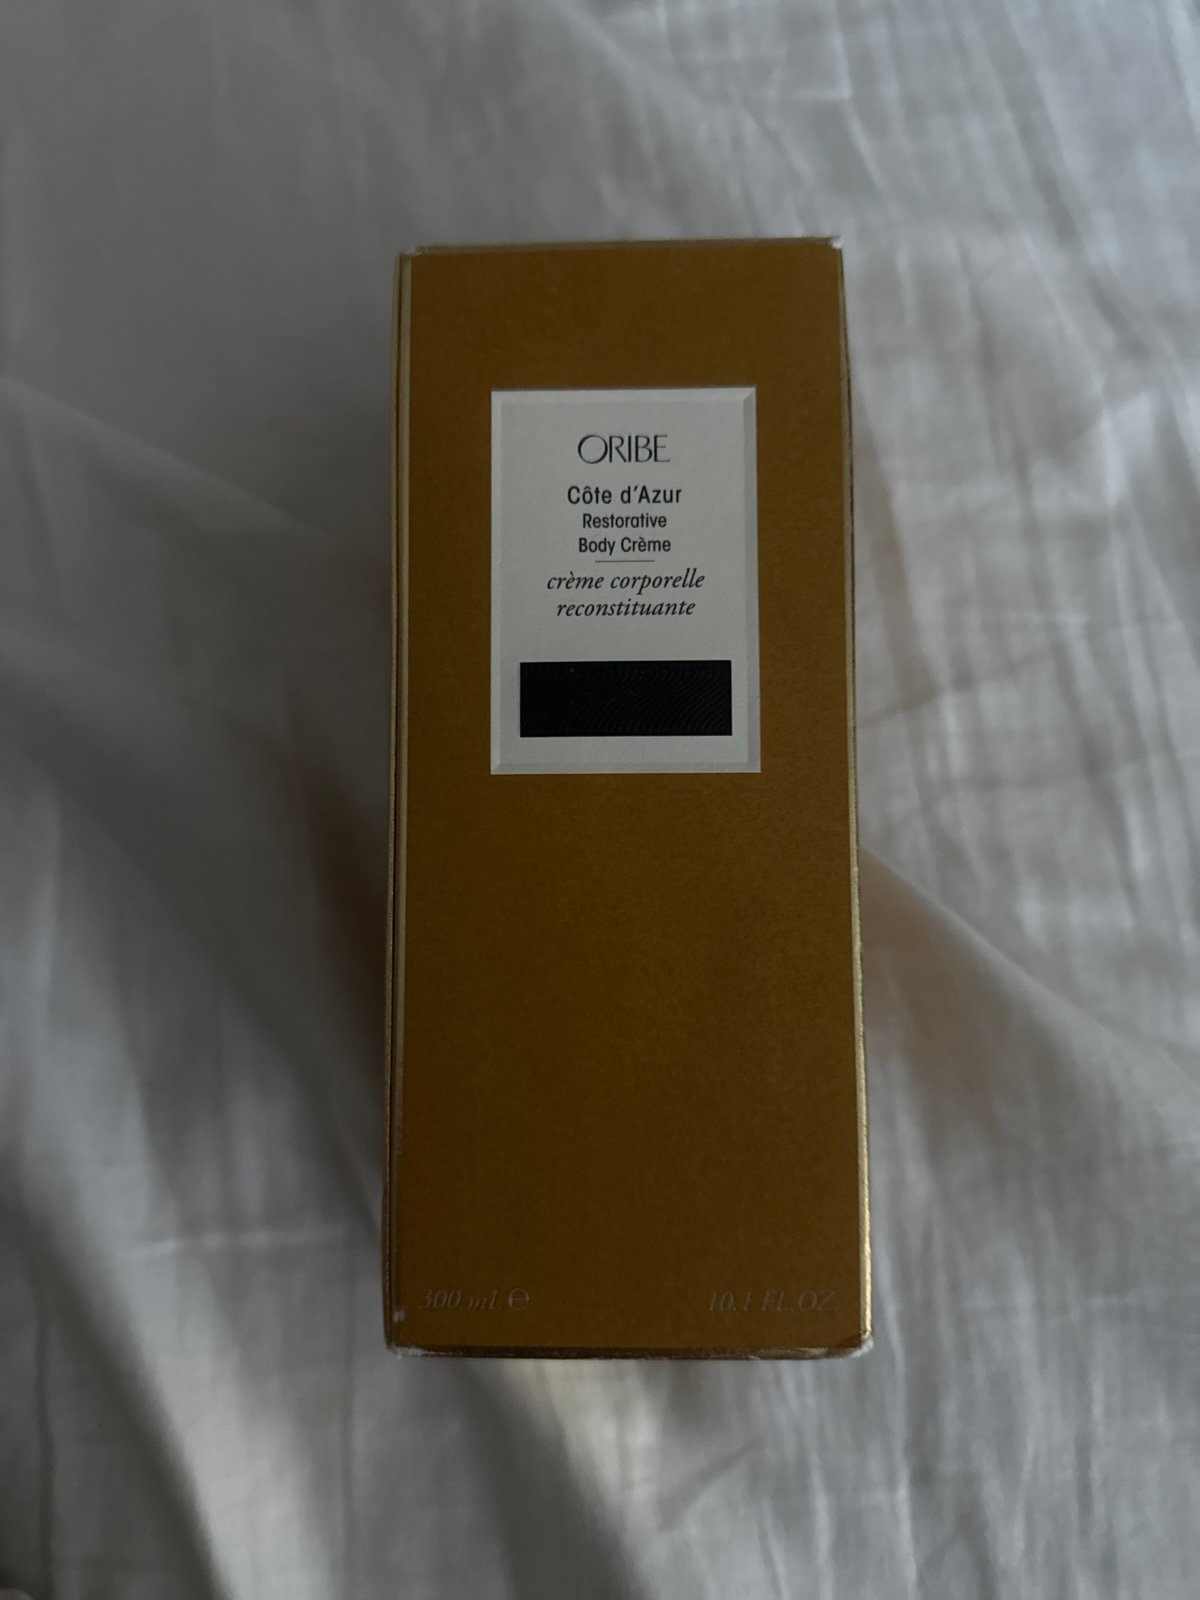 ORIBE
Côte d'Azur
Restorative
Body Crème
crème corporelle
reconstituante
300 mL ℮
10.1 FL.OZ.